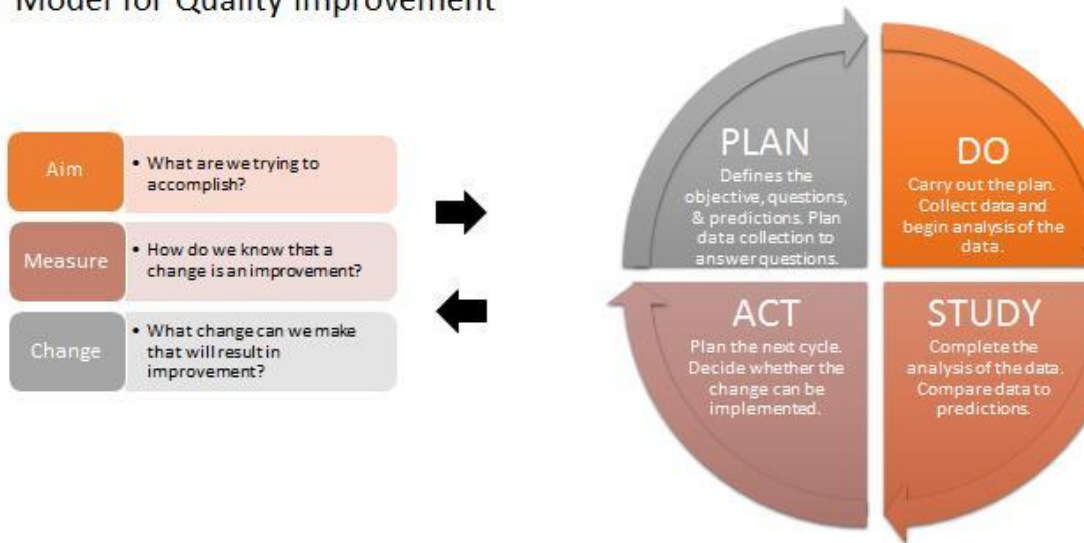 Model for Quality Improvement
Aim
• What are we trying to
accomplish?
Measure
• How do we know that a
change is an improvement?
Change
• What change can we make
that will result in
improvement?
PLAN
Defines the
objective, questions,
& predictions. Plan
data collection to
answer questions.
DO
Carry out the plan.
Collect data and
begin analysis of the
data.
ACT
Plan the next cycle.
Decide whether the
change can be
implemented.
STUDY
Complete the
analysis of the data.
Compare data to
predictions.